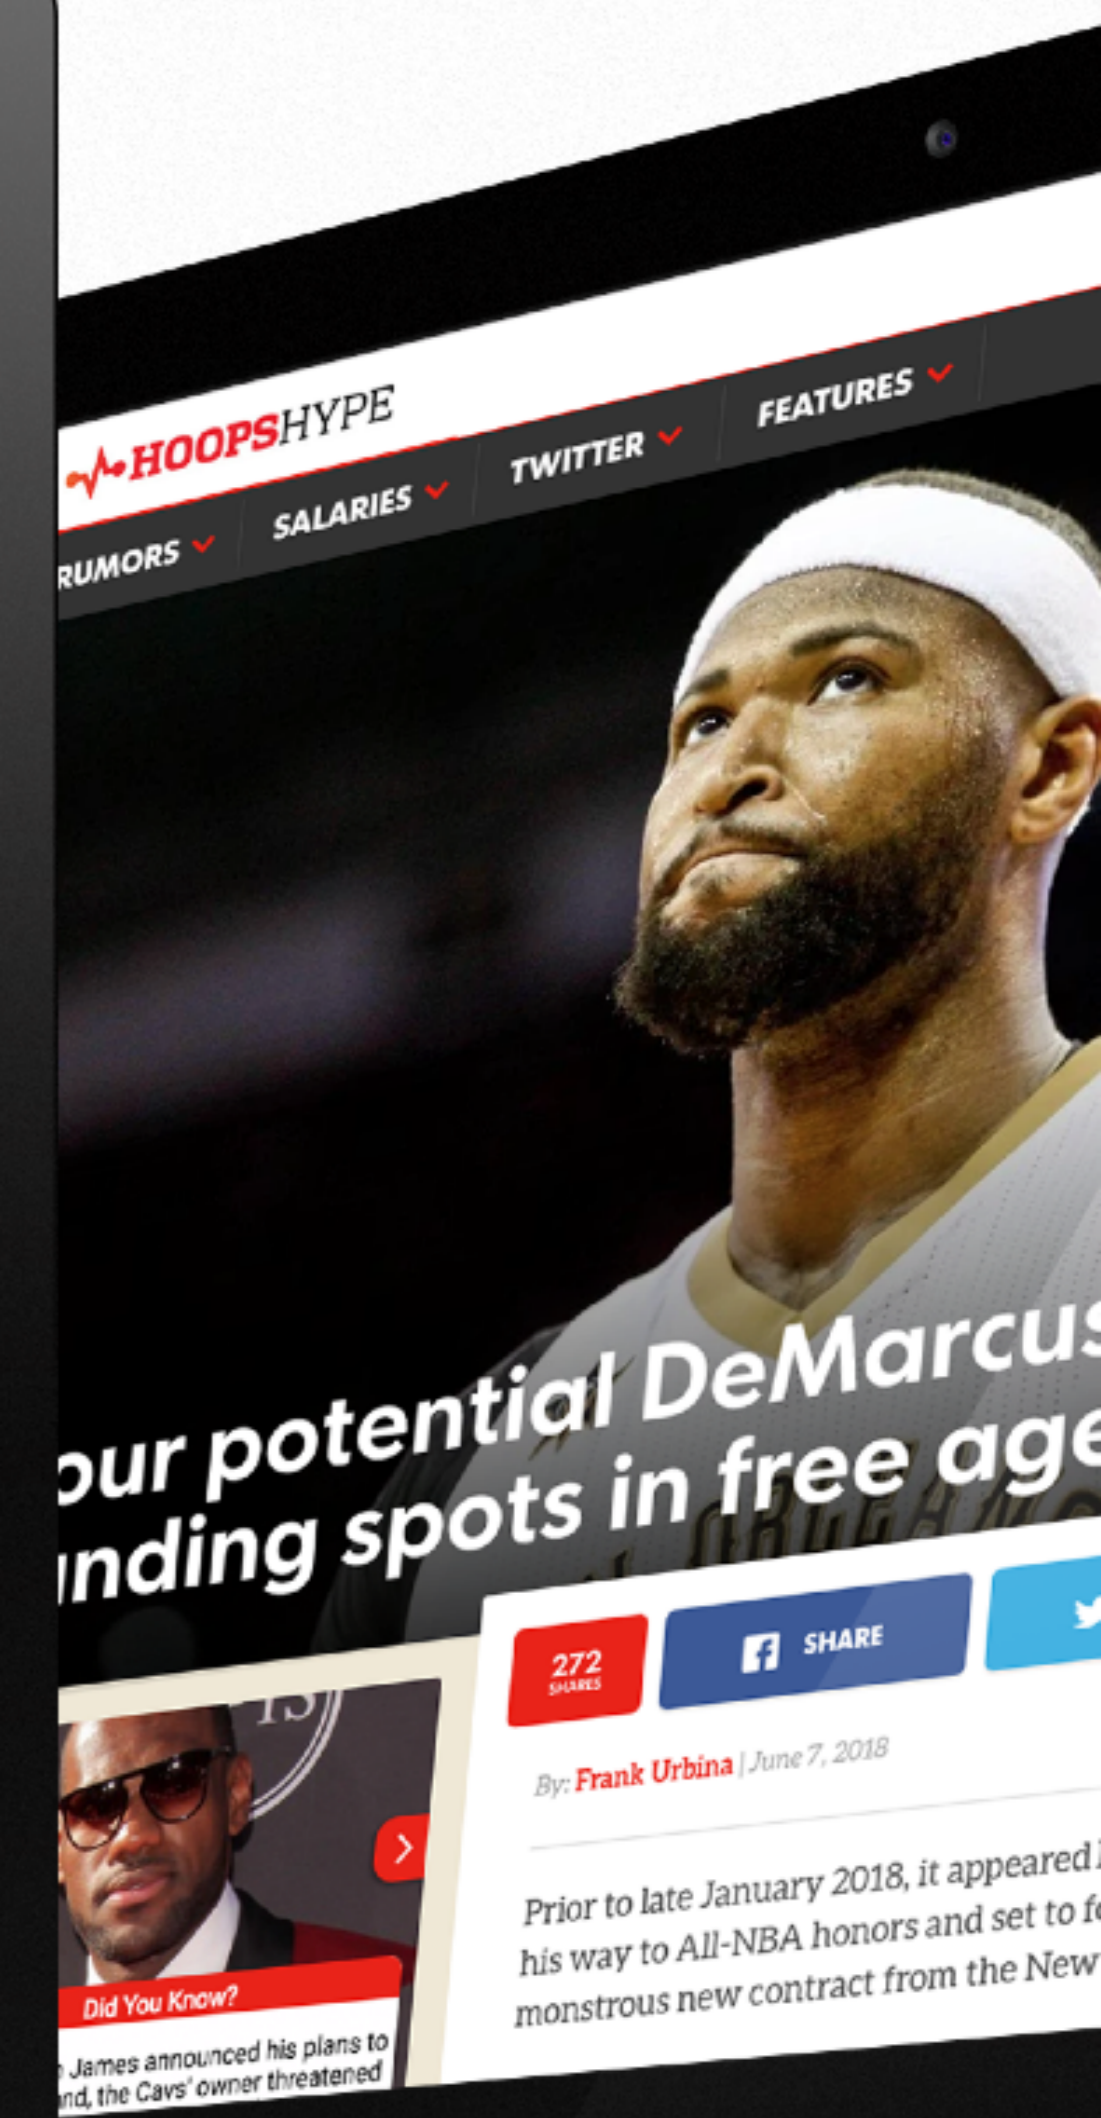 HOOPSHYPE
RUMORS SALARIES TWITTER FEATURES
our potential DeMarcus
nding spots in free age
ORLEANS
272
SHARES
SHARE
By: Frank Urbina | June 7, 2018
Prior to late January 2018, it appeared
his way to All-NBA honors and set to fo
monstrous new contract from the New
Did You Know?
James announced his plans to
nd, the Cavs' owner threatened